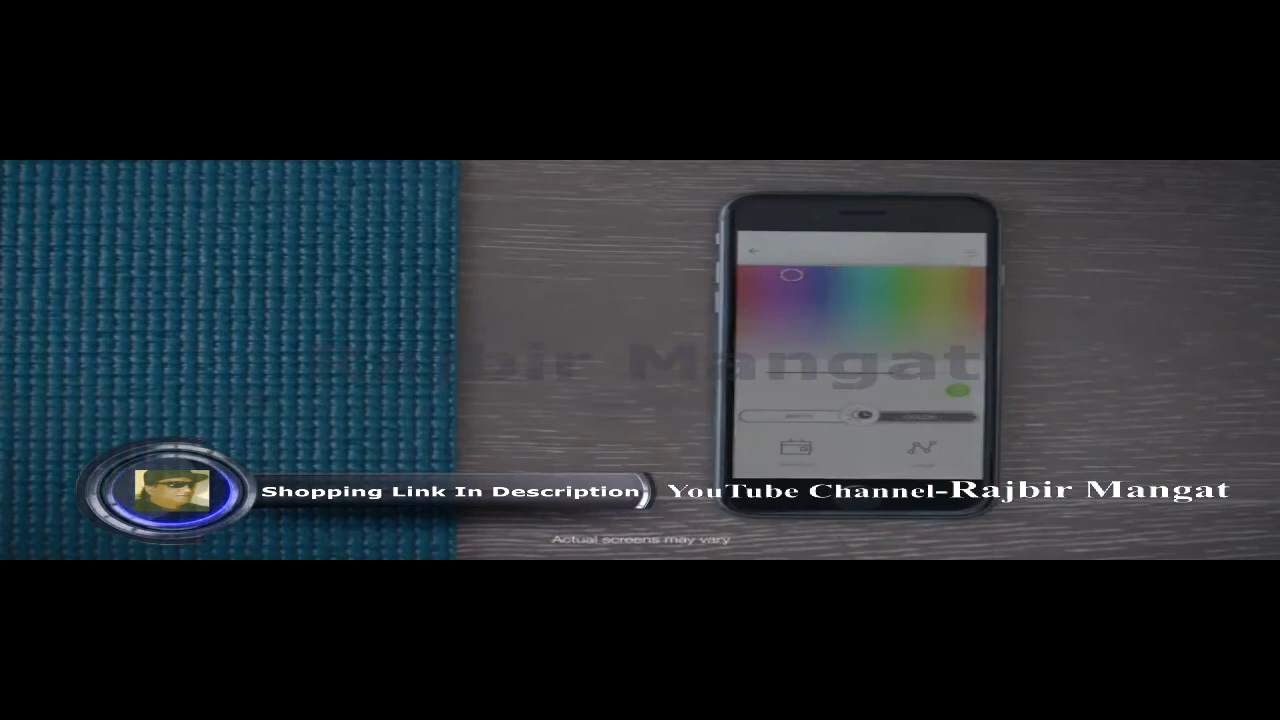 Rajbir Mangat
Shopping Link In Description
YouTube Channel-Rajbir Mangat
Actual screens may vary